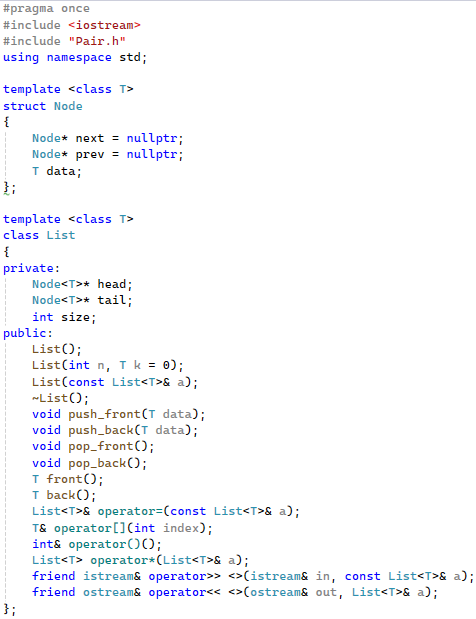 #pragma once
#include <iostream>
#include "Pair.h"
using namespace std;

template <class T>
struct Node
{
    Node* next = nullptr;
    Node* prev = nullptr;
    T data;
};

template <class T>
class List
{
private:
    Node<T>* head;
    Node<T>* tail;
    int size;
public:
    List();
    List(int n, T k = 0);
    List(const List<T>& a);
    ~List();
    void push_front(T data);
    void push_back(T data);
    void pop_front();
    void pop_back();
    T front();
    T back();
    List<T>& operator=(const List<T>& a);
    T& operator[](int index);
    int& operator()();
    List<T> operator*(List<T>& a);
    friend istream& operator>> <>(istream& in, const List<T>& a);
    friend ostream& operator<< <>(ostream& out, List<T>& a);
};